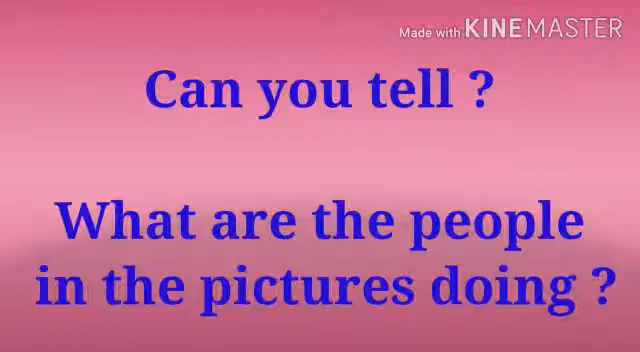 Made with KINEMASTER
Can you tell ?
What are the people
in the pictures doing ?